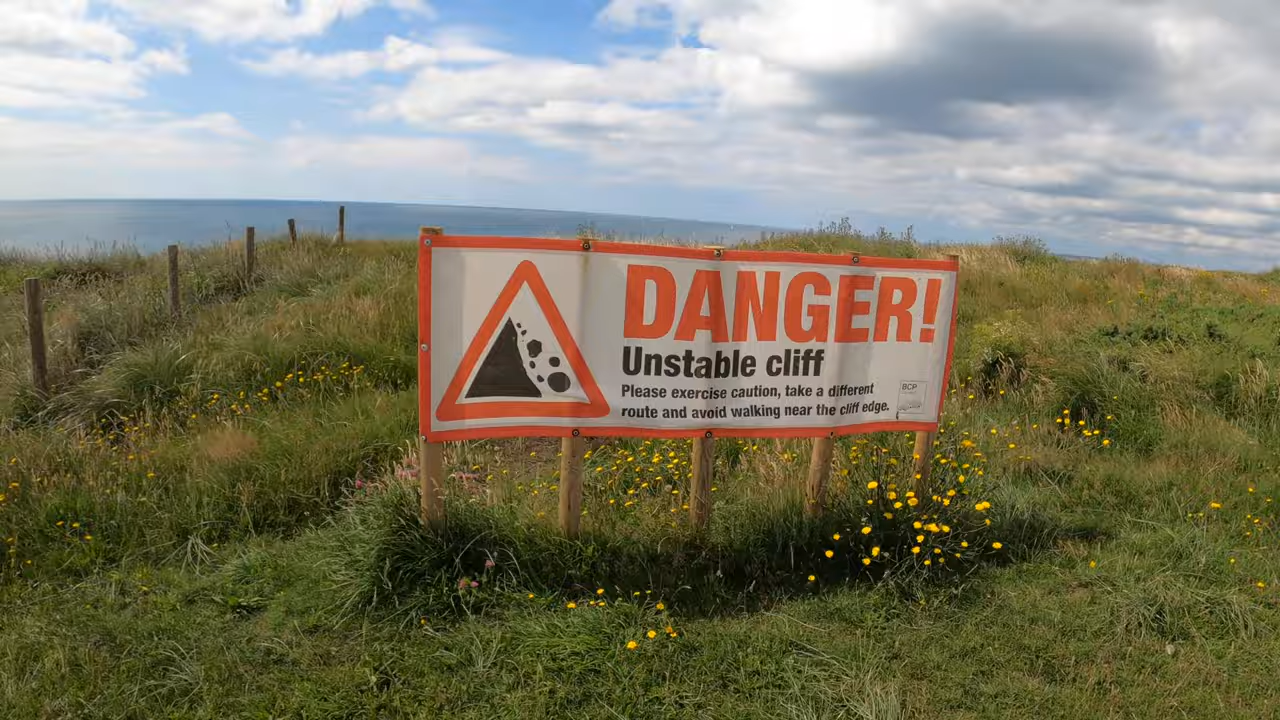 DANGER!
Unstable cliff
Please exercise caution, take a different
route and avoid walking near the cliff edge.
BCP